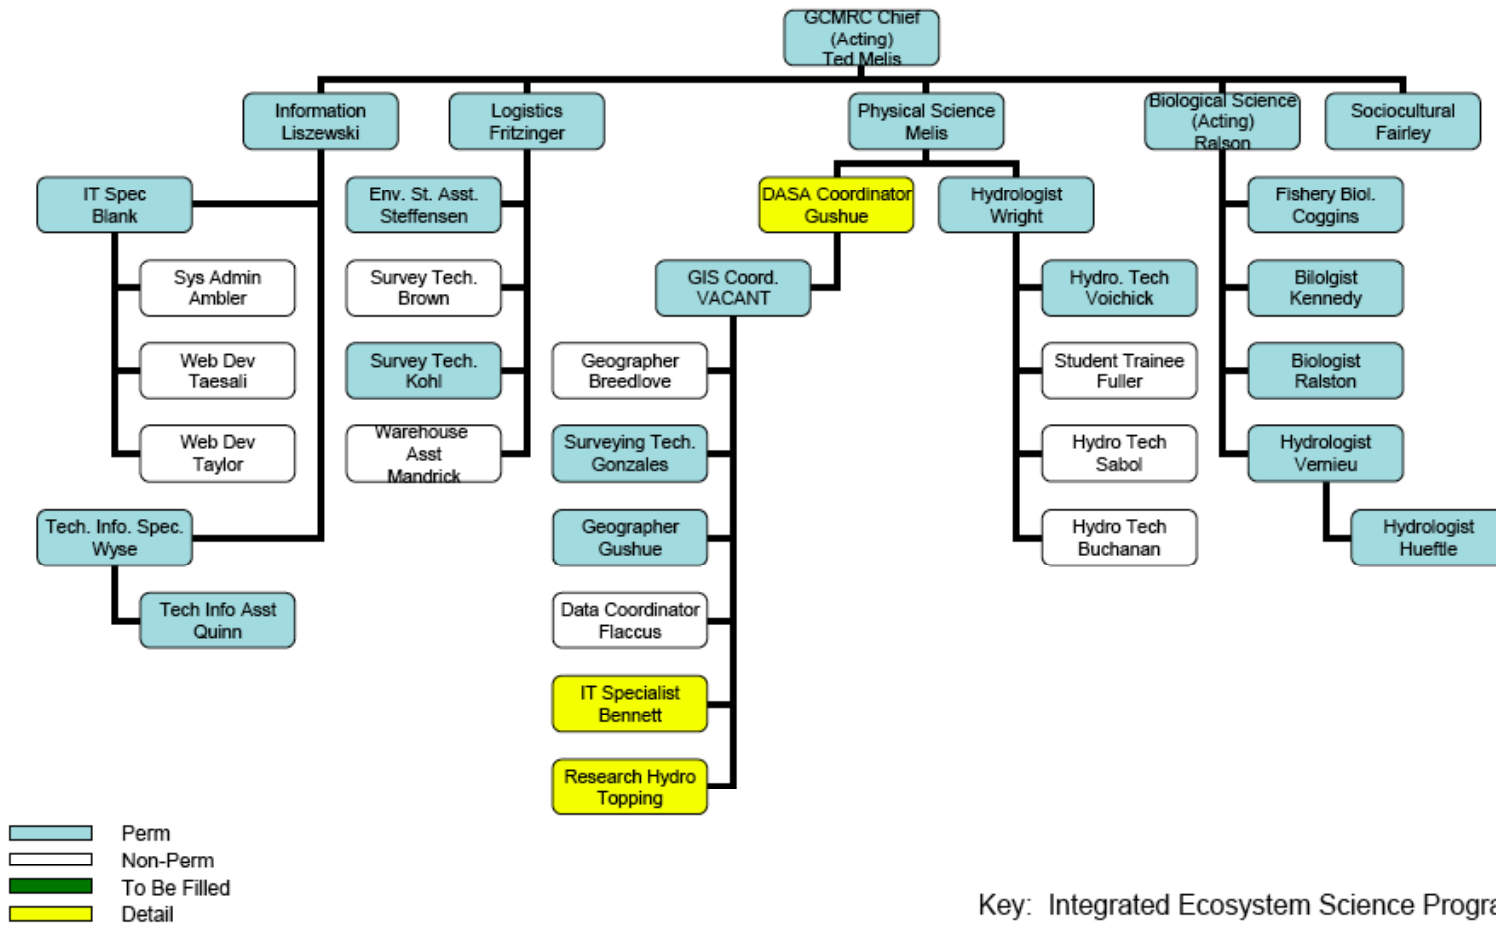 GCMRC Chief
(Acting)
Ted Melis
Information
Liszewski
Logistics
Fritzinger
Physical Science
Melis
Biological Science
(Acting)
Ralson
Sociocultural
Fairley
IT Spec
Blank
Sys Admin
Ambler
Web Dev
Taesali
Web Dev
Taylor
Tech. Info. Spec.
Wyse
Tech Info Asst
Quinn
Env. St. Asst.
Steffensen
Survey Tech.
Brown
Survey Tech.
Kohl
Warehouse
Asst
Mandrick
DASA Coordinator
Gushue
GIS Coord.
VACANT
Geographer
Breedlove
Surveying Tech.
Gonzales
Geographer
Gushue
Data Coordinator
Flaccus
IT Specialist
Bennett
Research Hydro
Topping
Hydrologist
Wright
Hydro. Tech
Voichick
Student Trainee
Fuller
Hydro Tech
Sabol
Hydro Tech
Buchanan
Fishery Biol.
Coggins
Bilolgist
Kennedy
Biologist
Ralston
Hydrologist
Vernieu
Hydrologist
Hueftle
Perm
Non-Perm
To Be Filled
Detail
Key: Integrated Ecosystem Science Progra